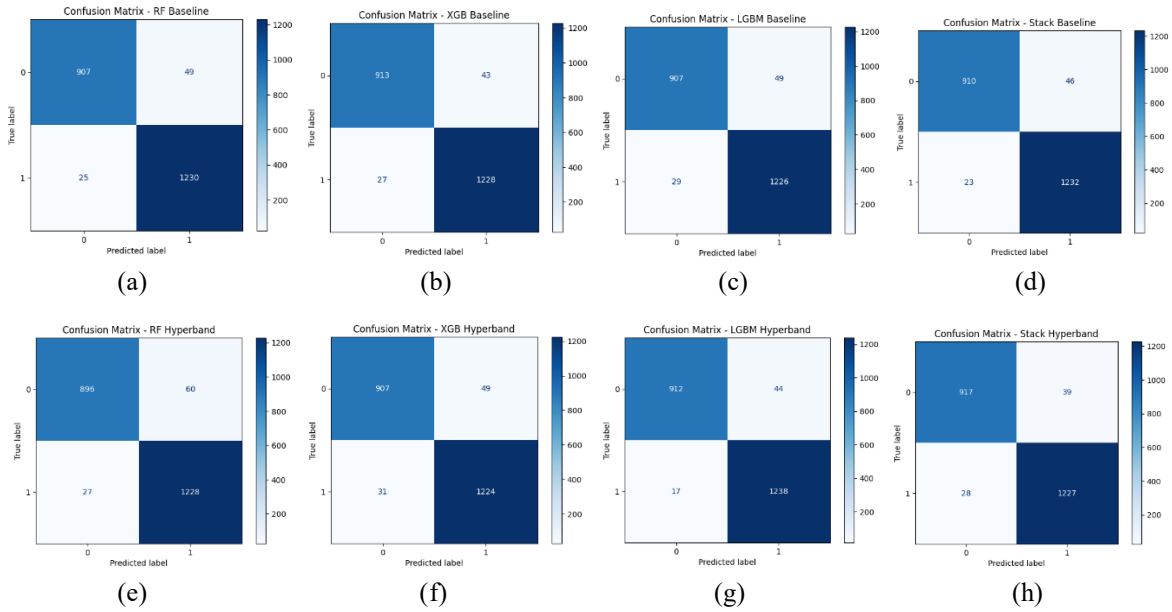 Confusion Matrix - RF Baseline
1200
1000
800
600
400
200
0
1
True label
907 49
25 1230
0 1
Predicted label
(a)
Confusion Matrix - XGB Baseline
1200
1000
800
600
400
200
0
1
True label
913 43
27 1228
0 1
Predicted label
(b)
Confusion Matrix - LGBM Baseline
1200
1000
800
600
400
200
0
1
True label
907 49
29 1226
0 1
Predicted label
(c)
Confusion Matrix - Stack Baseline
1200
1000
800
600
400
200
0
1
True label
910 46
23 1232
0 1
Predicted label
(d)
Confusion Matrix - RF Hyperband
1200
1000
800
600
400
200
0
1
True label
896 60
27 1228
0 1
Predicted label
(e)
Confusion Matrix - XGB Hyperband
1200
1000
800
600
400
200
0
1
True label
907 49
31 1224
0 1
Predicted label
(f)
Confusion Matrix - LGBM Hyperband
1200
1000
800
600
400
200
0
1
True label
912 44
17 1238
0 1
Predicted label
(g)
Confusion Matrix - Stack Hyperband
1200
1000
800
600
400
200
0
1
True label
917 39
28 1227
0 1
Predicted label
(h)